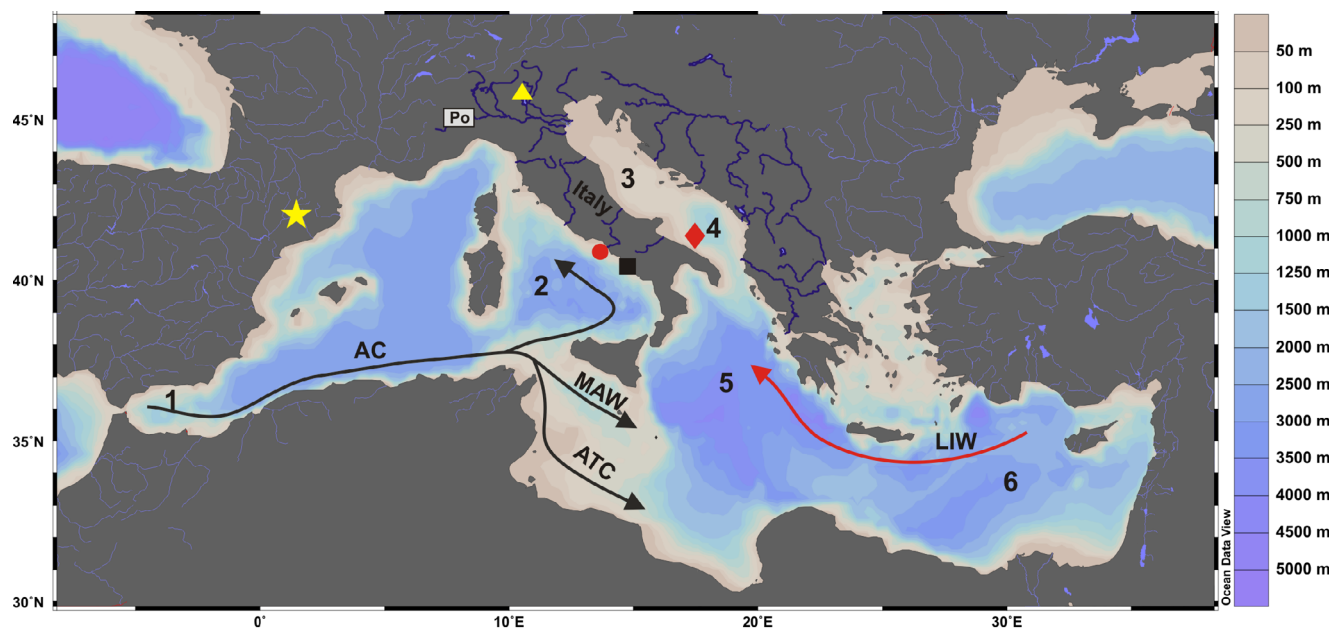 50 m
100 m
250 m
500 m
750 m
1000 m
1250 m
1500 m
2000 m
2500 m
3000 m
3500 m
4000 m
4500 m
5000 m
45°N
40°N
35°N
30°N
0°
10°E
20°E
30°E
Po
Italy
3
4
2
AC
1
MAW
5
ATC
LIW
6
Ocean Data View